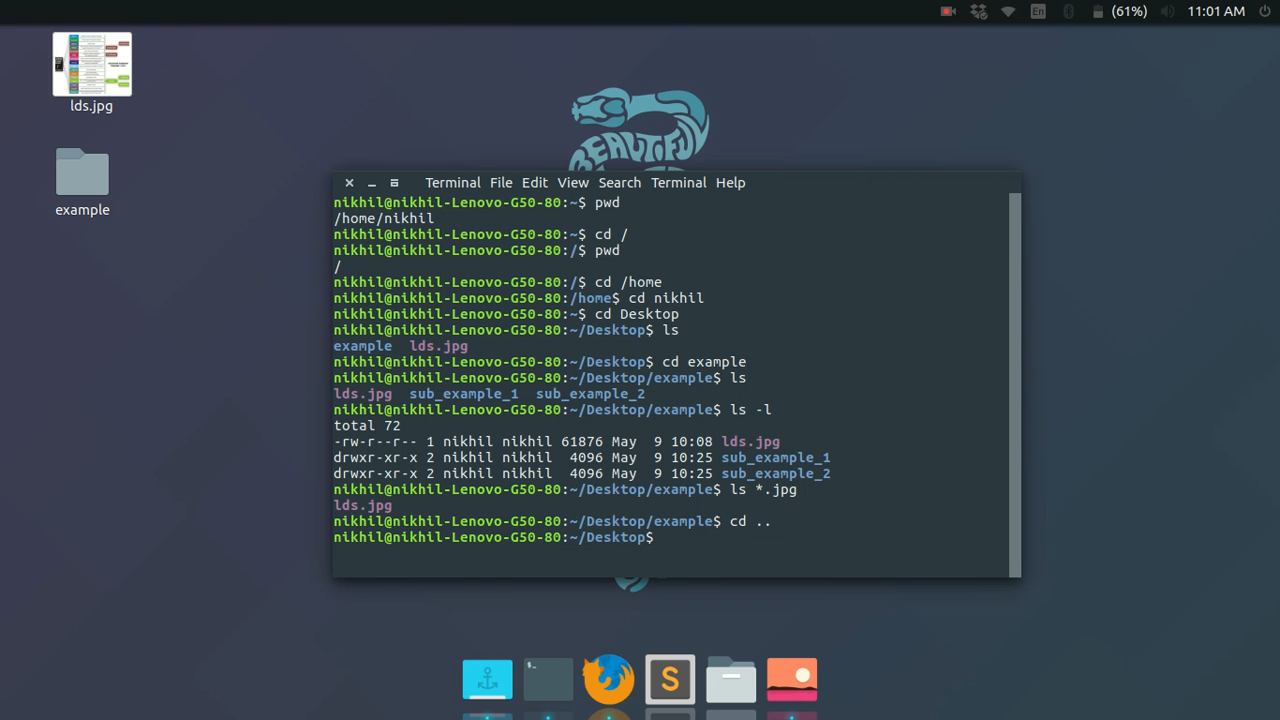 En (61%) 11:01 AM
lds.jpg
example
BEAUTIFUL
Terminal File Edit View Search Terminal Help
nikhil@nikhil-Lenovo-G50-80:~$ pwd
/home/nikhil
nikhil@nikhil-Lenovo-G50-80:~$ cd /
nikhil@nikhil-Lenovo-G50-80:/$ pwd
/
nikhil@nikhil-Lenovo-G50-80:/$ cd /home
nikhil@nikhil-Lenovo-G50-80:/home$ cd nikhil
nikhil@nikhil-Lenovo-G50-80:~$ cd Desktop
nikhil@nikhil-Lenovo-G50-80:~/Desktop$ ls
example lds.jpg
nikhil@nikhil-Lenovo-G50-80:~/Desktop$ cd example
nikhil@nikhil-Lenovo-G50-80:~/Desktop/example$ ls
lds.jpg sub_example_1 sub_example_2
nikhil@nikhil-Lenovo-G50-80:~/Desktop/example$ ls -l
total 72
-rw-r--r-- 1 nikhil nikhil 61876 May 9 10:08 lds.jpg
drwxr-xr-x 2 nikhil nikhil 4096 May 9 10:25 sub_example_1
drwxr-xr-x 2 nikhil nikhil 4096 May 9 10:25 sub_example_2
nikhil@nikhil-Lenovo-G50-80:~/Desktop/example$ ls *.jpg
lds.jpg
nikhil@nikhil-Lenovo-G50-80:~/Desktop/example$ cd ..
nikhil@nikhil-Lenovo-G50-80:~/Desktop$
$_
S